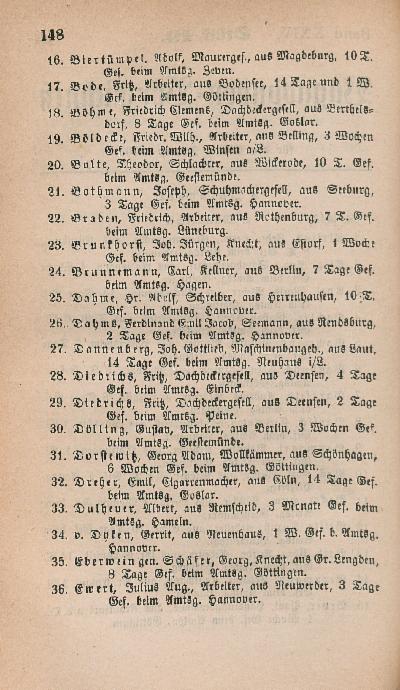 148
16. Biertümpel. Adolf, Maurerges., aus Magdeburg, 10 T.
Gef. beim Amtsg. Zeven.
17. Bode, Fritz, Arbeiter, aus Bodensee, 14 Tage und 1 W.
Gef. beim Amtsg. Göttingen.
18. Böhme, Friedrich Clemens, Dachdeckergesell, aus Berthels-
dorf, 8 Tage Gef. beim Amtsg. Goslar.
19. Böldecke, Friedr. Wilh., Arbeiter, aus Belling, 3 Wochen
Gef. beim Amtsg. Winsen a/L.
20. Bolte, Theodor, Schlachter, aus Wickerode, 10 T. Gef.
beim Amtsg. Geestemünde.
21. Bothmann, Joseph, Schuhmachergesell, aus Seeburg,
3 Tage Gef. beim Amtsg. Hannover.
22. Braden, Friedrich, Arbeiter, aus Rothenburg, 7 T. Gef.
beim Amtsg. Lüneburg.
23. Brunkhorst, Joh. Jürgen, Knecht, aus Estorf, 1 Woche
Gef. beim Amtsg. Lehe.
24. Brunnemann, Carl, Kellner, aus Berlin, 7 Tage Gef.
beim Amtsg. Hagen.
25. Dahme, Hr. Adolf, Schreiber, aus Herrenhausen, 10 T.
Gef. beim Amtsg. Hannover.
26. Dahms, Ferdinand Emil Jacob, Seemann, aus Rendsburg,
2 Tage Gef. beim Amtsg. Hannover.
27. Dannenberg, Joh. Gottlieb, Maschinenbaugeh., aus Laut,
14 Tage Gef. beim Amtsg. Neuhaus i/L.
28. Diedrichs, Fritz, Dachdeckergesell, aus Deensen, 4 Tage
Gef. beim Amtsg. Einbeck.
29. Diedrichs, Fritz, Dachdeckergesell, aus Deensen, 2 Tage
Gef. beim Amtsg. Peine.
30. Dölling, Gustav, Arbeiter, aus Berlin, 3 Wochen Gef.
beim Amtsg. Geestemünde.
31. Dorstewitz, Georg Adam, Wollkämmer, aus Schönhagen,
6 Wochen Gef. beim Amtsg. Göttingen.
32. Dreher, Emil, Cigarrenmacher, aus Cöln, 14 Tage Gef.
beim Amtsg. Goslar.
33. Dulheuer, Albert, aus Remscheid, 3 Monate Gef. beim
Amtsg. Hameln.
34. v. Dyken, Gerrit, aus Neuenhaus, 1 W. Gef. b. Amtsg.
Hannover.
35. Eberwein gen. Schäfer, Georg, Knecht, aus Gr. Lengden,
8 Tage Gef. beim Amtsg. Göttingen.
36. Ewert, Julius Aug., Arbeiter, aus Neuwerder, 3 Tage
Gef. beim Amtsg. Hannover.